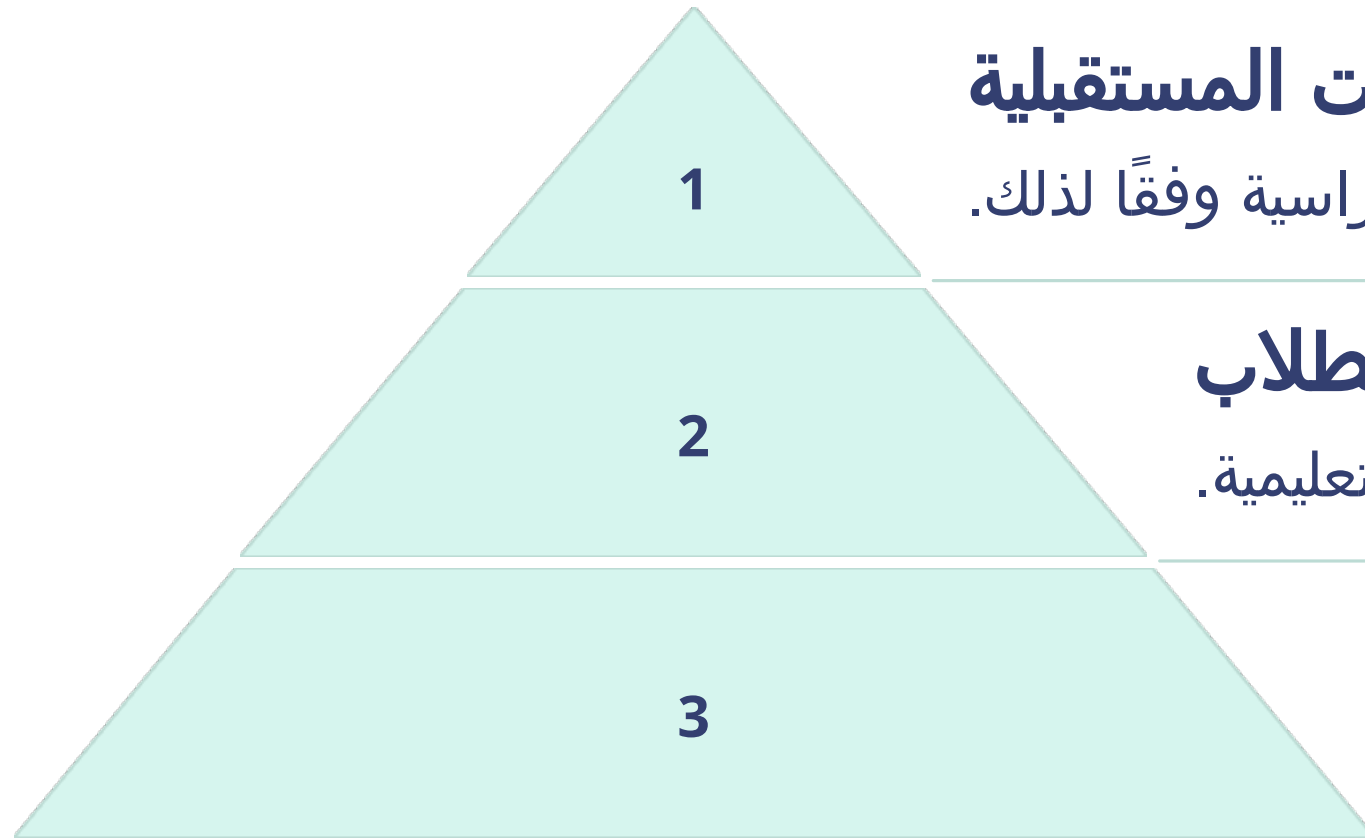 1
ت المستقبلية
راسية وفقًا لذلك.
2
طلاب
تعليمية.
3